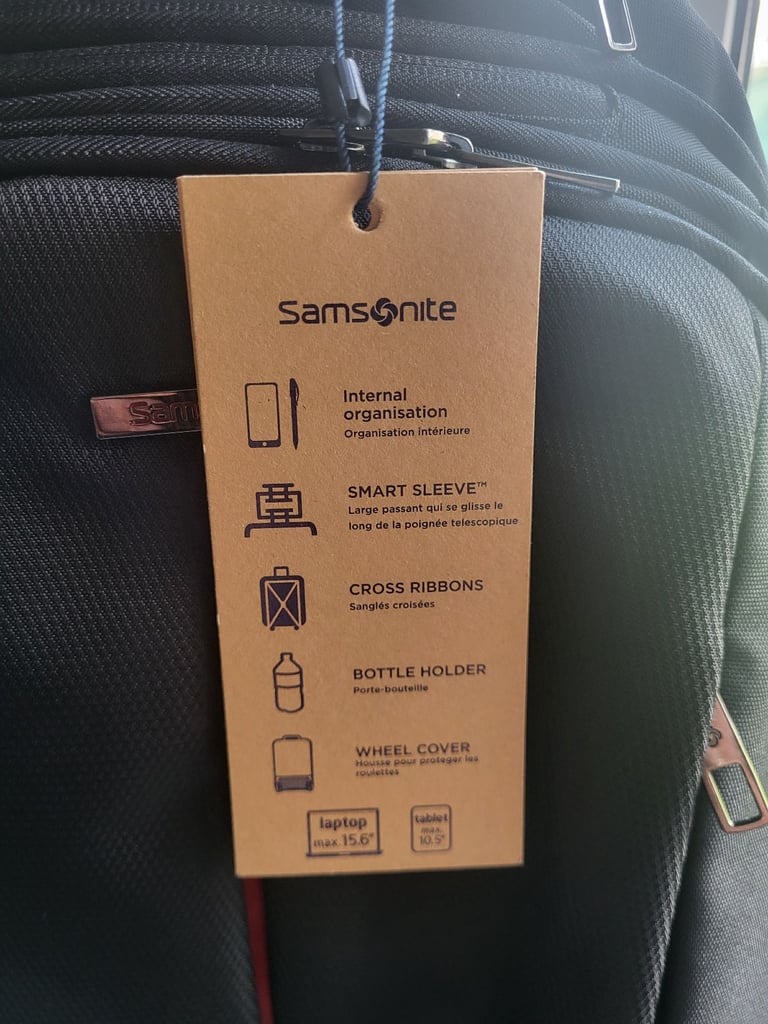 Samsonite
Internal
organisation
Organisation intérieure
SMART SLEEVE™
Large passant qui se glisse le
long de la poignée telescopique
CROSS RIBBONS
Sanglés croisées
BOTTLE HOLDER
Porte-bouteille
WHEEL COVER
Housse pour protéger les
roulettes
laptop
max. 15.6"
tablet
max.
10.5"
Sam